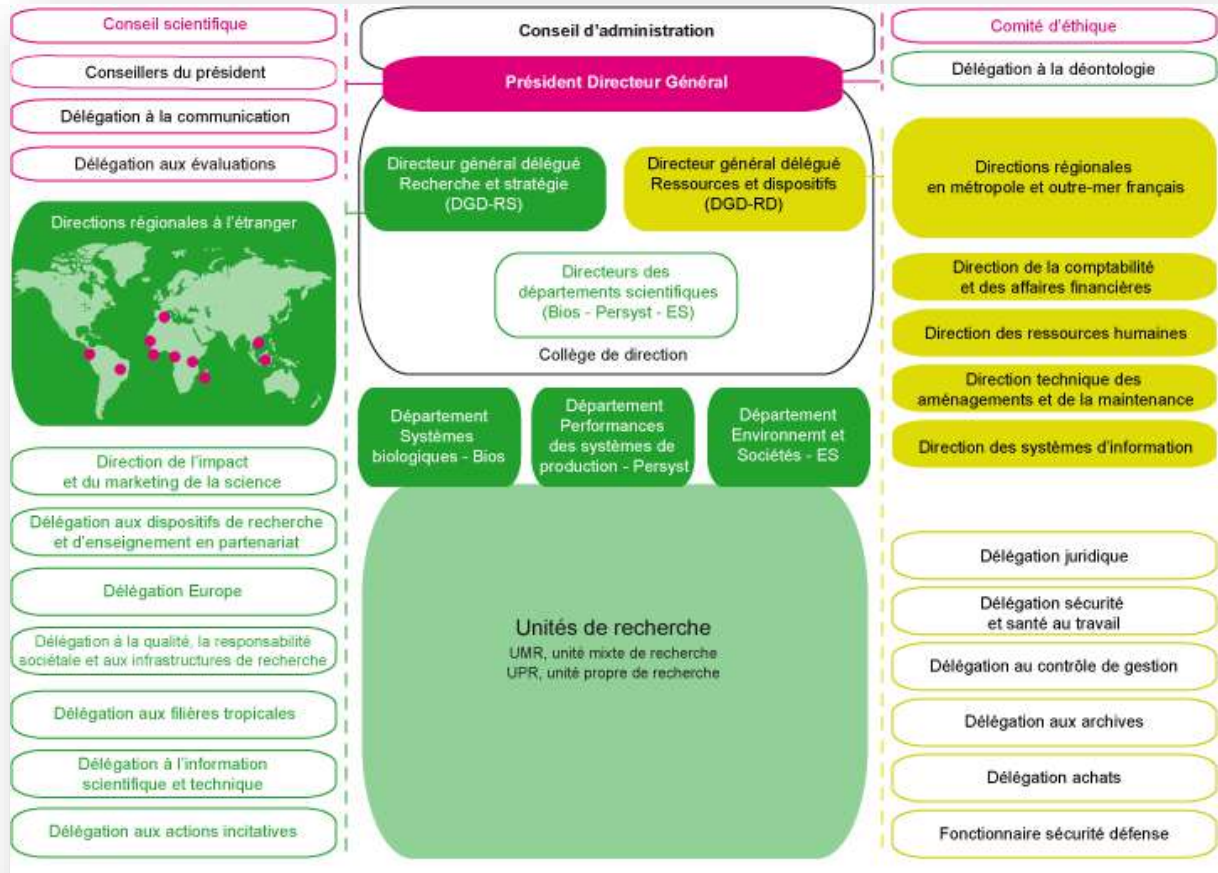 Conseil scientifique
Conseillers du président
Délégation à la communication
Délégation aux évaluations
Directions régionales à l'étranger
Direction de l'impact
et du marketing de la science
Délégation aux dispositifs de recherche
et d'enseignement en partenariat
Délégation Europe
Délégation à la qualité, la responsabilité
sociétale et aux infrastructures de recherche
Délégation aux filières tropicales
Délégation à l'information
scientifique et technique
Délégation aux actions incitatives
Conseil d'administration
Président Directeur Général
Directeur général délégué
Recherche et stratégie
(DGD-RS)
Directeur général délégué
Ressources et dispositifs
(DGD-RD)
Directeurs des
départements scientifiques
(Bios - Persyst - ES)
Collège de direction
Département
Systèmes
biologiques - Bios
Département
Performances
des systèmes de
production - Persyst
Département
Environnemt et
Sociétés - ES
Unités de recherche
UMR, unité mixte de recherche
UPR, unité propre de recherche
Comité d'éthique
Délégation à la déontologie
Directions régionales
en métropole et outre-mer français
Direction de la comptabilité
et des affaires financières
Direction des ressources humaines
Direction technique des
aménagements et de la maintenance
Direction des systèmes d'information
Délégation juridique
Délégation sécurité
et santé au travail
Délégation au contrôle de gestion
Délégation aux archives
Délégation achats
Fonctionnaire sécurité défense